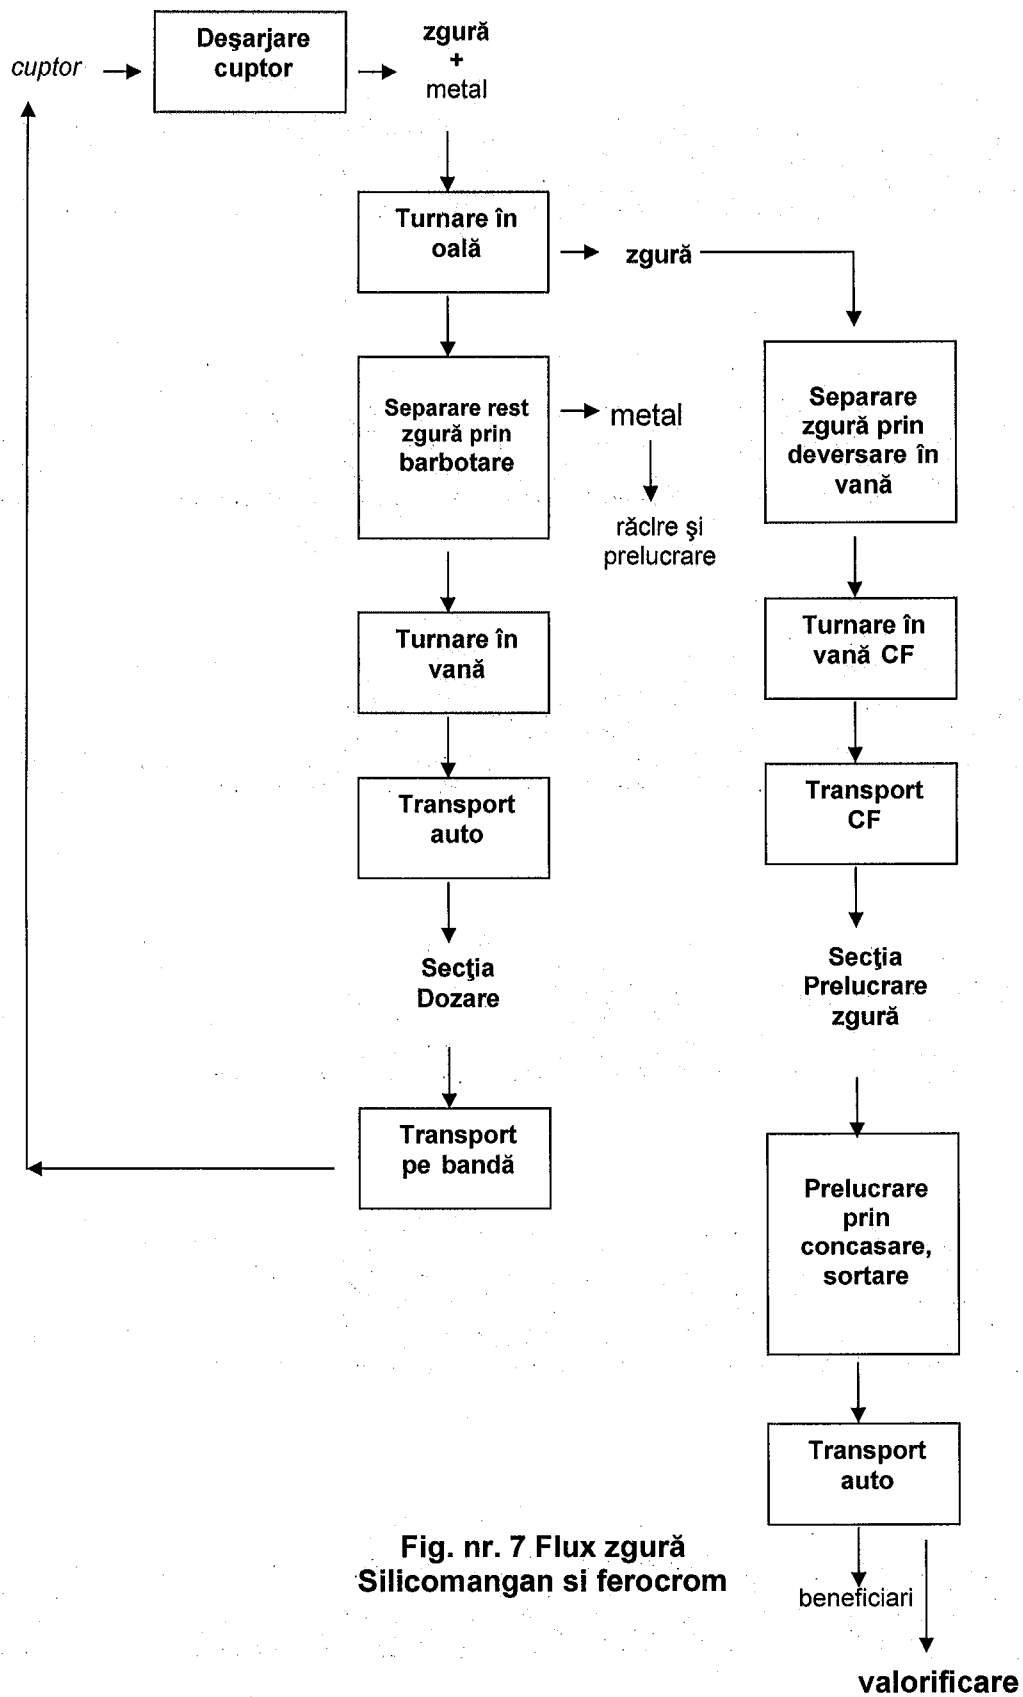 cuptor
Deşarjare
cuptor
zgură
+
metal
Turnare în
oală
zgură
Separare rest
zgură prin
barbotare
metal
răcire şi
prelucrare
Separare
zgură prin
deversare în
vană
Turnare în
vană
Turnare în
vană CF
Transport
auto
Transport
CF
Secţia
Dozare
Secţia
Prelucrare
zgură
Transport
pe bandă
Prelucrare
prin
concasare,
sortare
Transport
auto
Fig. nr. 7 Flux zgură
Silicomangan si ferocrom
beneficiari
valorificare